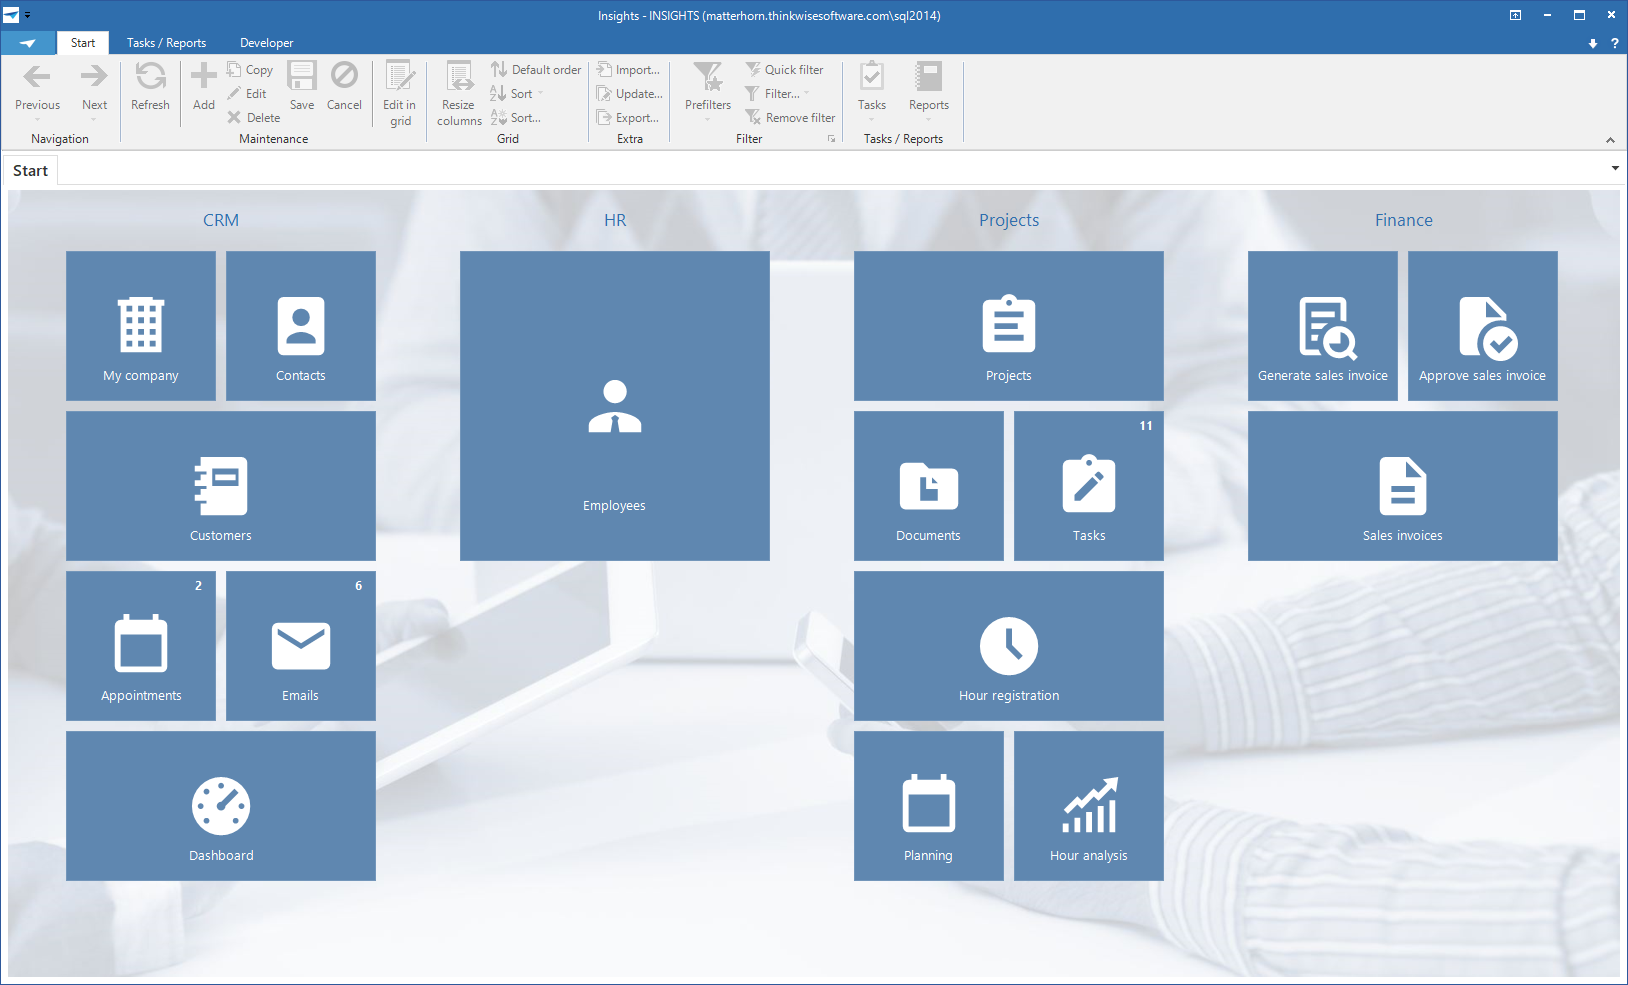 Insights - INSIGHTS (matterhorn.thinkwisesoftware.com\sql2014)
Start Tasks / Reports Developer ?
Previous Next Refresh Add Copy Edit Delete Save Cancel Edit in grid Resize columns Default order Sort Sort... Import... Update... Export... Prefilters Quick filter Filter... Remove filter Tasks Reports
Navigation Maintenance Grid Extra Filter Tasks / Reports
Start
CRM
My company
Contacts
Customers
2
Appointments
6
Emails
Dashboard
HR
Employees
Projects
Projects
Documents
11
Tasks
Hour registration
Planning
Hour analysis
Finance
Generate sales invoice
Approve sales invoice
Sales invoices